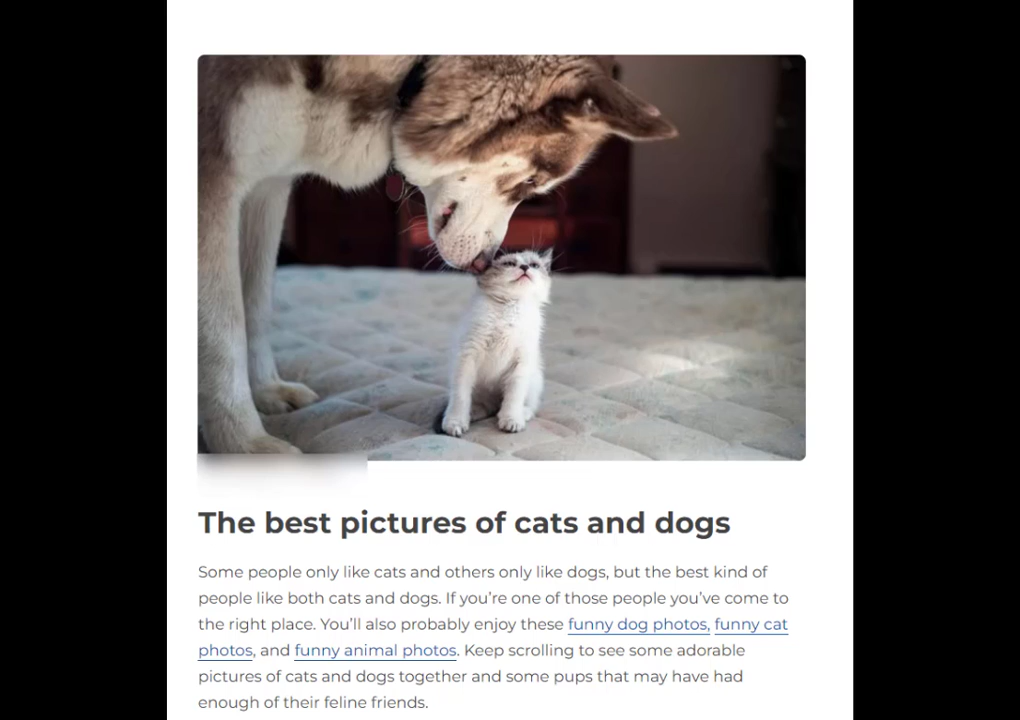 The best pictures of cats and dogs
Some people only like cats and others only like dogs, but the best kind of
people like both cats and dogs. If you’re one of those people you’ve come to
the right place. You’ll also probably enjoy these funny dog photos, funny cat
photos, and funny animal photos. Keep scrolling to see some adorable
pictures of cats and dogs together and some pups that may have had
enough of their feline friends.